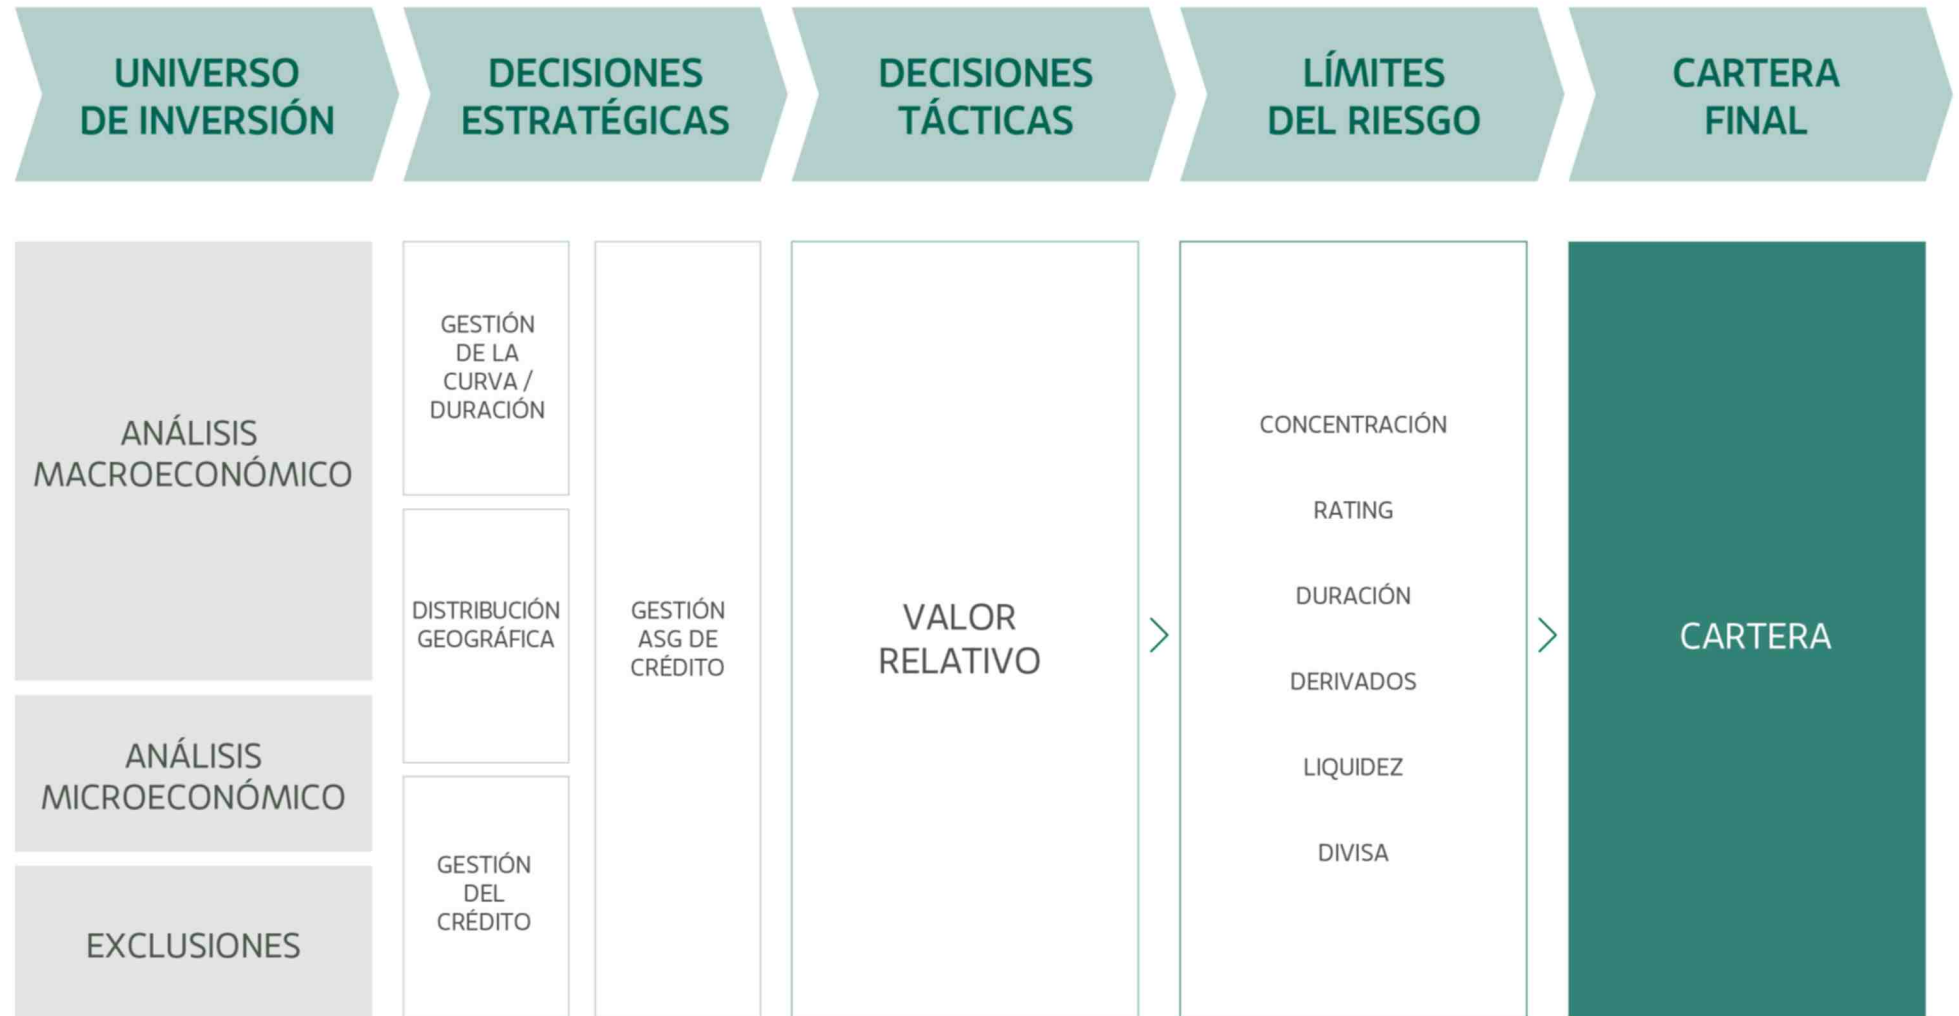 UNIVERSO
DE INVERSIÓN
DECISIONES
ESTRATÉGICAS
DECISIONES
TÁCTICAS
LÍMITES
DEL RIESGO
CARTERA
FINAL
ANÁLISIS
MACROECONÓMICO
ANÁLISIS
MICROECONÓMICO
EXCLUSIONES
GESTIÓN
DE LA
CURVA /
DURACIÓN
DISTRIBUCIÓN
GEOGRÁFICA
GESTIÓN
DEL
CRÉDITO
GESTIÓN
ASG DE
CRÉDITO
VALOR
RELATIVO
CONCENTRACIÓN
RATING
DURACIÓN
DERIVADOS
LIQUIDEZ
DIVISA
CARTERA